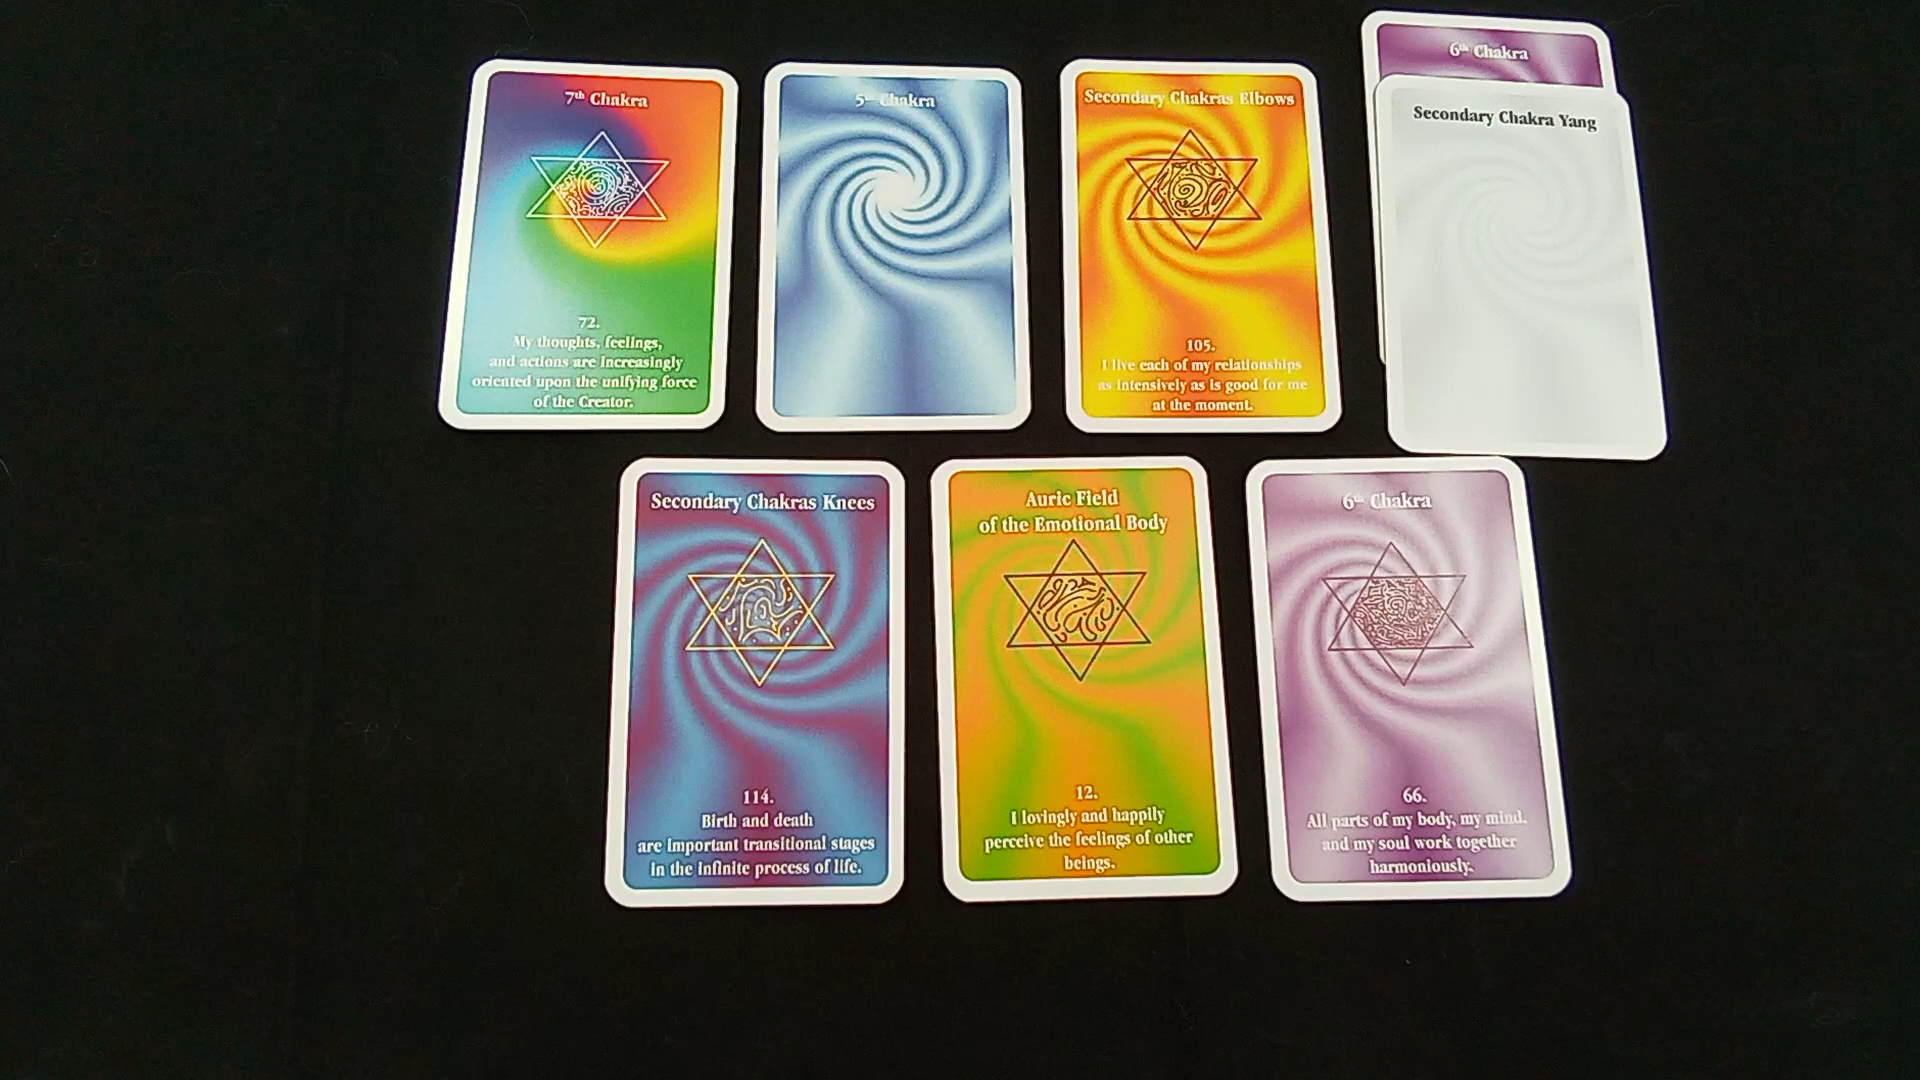 7th Chakra
72.
My thoughts, feelings,
and actions are increasingly
oriented upon the unifying force
of the Creator.
5th Chakra
Secondary Chakras Elbows
105.
I live each of my relationships
as intensively as is good for me
at the moment.
6th Chakra
Secondary Chakra Yang
Secondary Chakras Knees
114.
Birth and death
are important transitional stages
in the infinite process of life.
Auric Field
of the Emotional Body
12.
I lovingly and happily
perceive the feelings of other
beings.
6th Chakra
66.
All parts of my body, my mind,
and my soul work together
harmoniously.